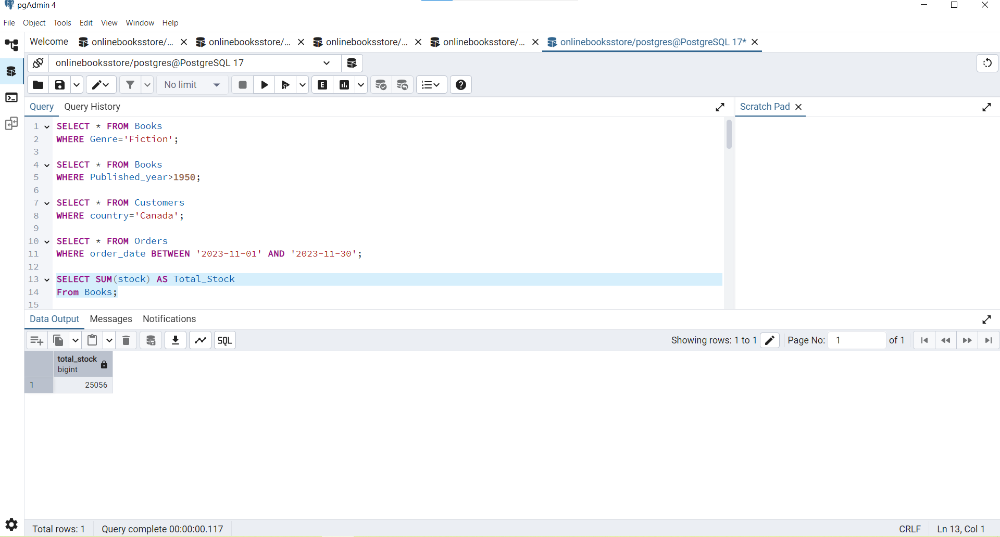 pgAdmin 4
File Object Tools Edit View Window Help
Welcome onlinebooksstore/... onlinebooksstore/... onlinebooksstore/... onlinebooksstore/... onlinebooksstore/postgres@PostgreSQL 17*
onlinebooksstore/postgres@PostgreSQL 17
No limit E
Query Query History Scratch Pad
1 SELECT * FROM Books
2 WHERE Genre='Fiction';
3
4 SELECT * FROM Books
5 WHERE Published_year>1950;
6
7 SELECT * FROM Customers
8 WHERE country='Canada';
9
10 SELECT * FROM Orders
11 WHERE order_date BETWEEN '2023-11-01' AND '2023-11-30';
12
13 SELECT SUM(stock) AS Total_Stock
14 From Books;
15
Data Output Messages Notifications
SQL Showing rows: 1 to 1 Page No: 1 of 1
total_stock
bigint
1 25056
Total rows: 1 Query complete 00:00:00.117 CRLF Ln 13, Col 1